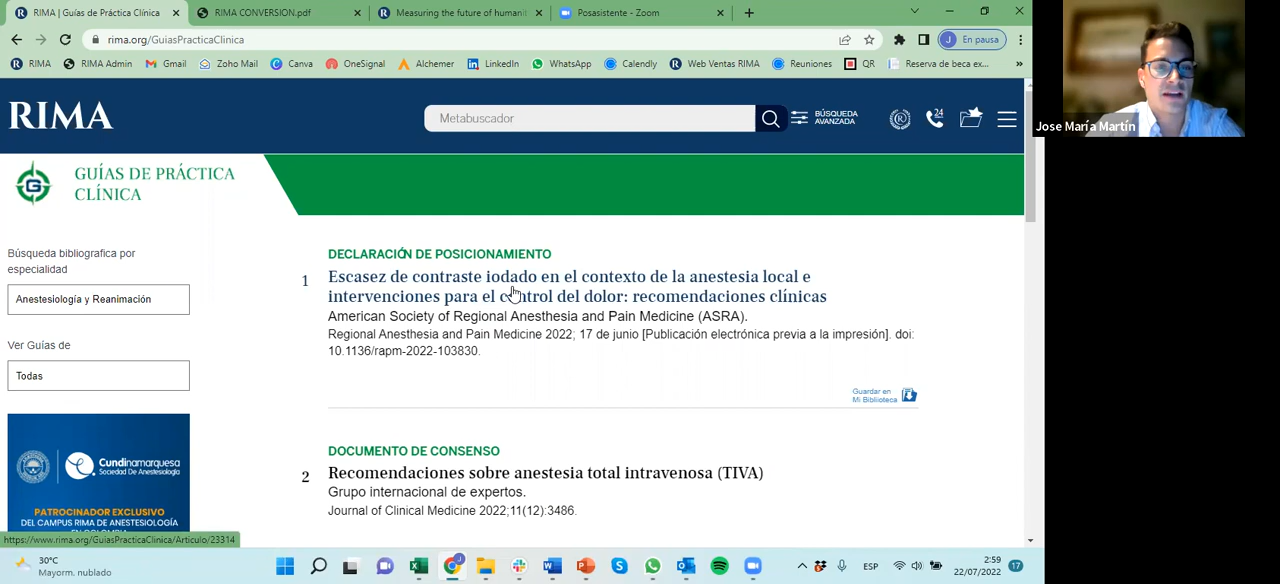 RIMA | Guías de Práctica Clínica
RIMA CONVERSION.pdf
Measuring the future of humanit
Posasistente - Zoom
rima.org/GuiasPracticaClinica
J
En pausa
RIMA
RIMA Admin
Gmail
Zoho Mail
Canva
OneSignal
Alchemer
LinkedIn
WhatsApp
Calendly
Web Ventas RIMA
Reuniones
QR
Reserva de beca ex...
»
RIMA
Metabuscador
BÚSQUEDA
AVANZADA
24
Jose María Martín
G
GUÍAS DE PRÁCTICA
CLÍNICA
Búsqueda bibliografica por
especialidad
Anestesiología y Reanimación
Ver Guías de
Todas
Cundinamarquesa
Sociedad De Anestesiología
PATROCINADOR EXCLUSIVO
DEL CAMPUS RIMA DE ANESTESIOLOGÍA
DECLARACIÓN DE POSICIONAMIENTO
1
Escasez de contraste iodado en el contexto de la anestesia local e
intervenciones para el control del dolor: recomendaciones clínicas
American Society of Regional Anesthesia and Pain Medicine (ASRA).
Regional Anesthesia and Pain Medicine 2022; 17 de junio [Publicación electrónica previa a la impresión]. doi:
10.1136/rapm-2022-103830.
Guardar en
Mi Biblioteca
DOCUMENTO DE CONSENSO
2
Recomendaciones sobre anestesia total intravenosa (TIVA)
Grupo internacional de expertos.
Journal of Clinical Medicine 2022;11(12):3486.
https://www.rima.org/GuiasPracticaClinica/Articulo/23314
30°C
Mayorm. nublado
ESP
2:59
22/07/2022
17